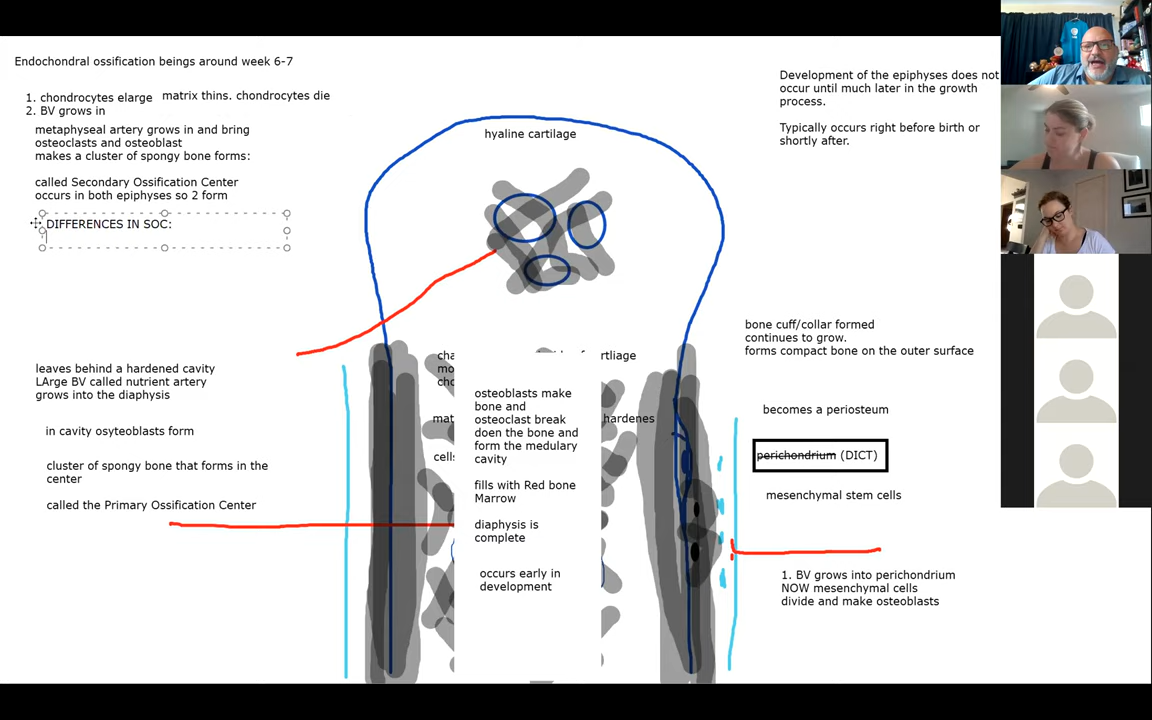 Endochondral ossification beings around week 6-7
1. chondrocytes elarge matrix thins. chondrocytes die
2. BV grows in
metaphyseal artery grows in and bring
osteoclasts and osteoblast
makes a cluster of spongy bone forms:
called Secondary Ossification Center
occurs in both epiphyses so 2 form
DIFFERENCES IN SOC:
leaves behind a hardened cavity
LArge BV called nutrient artery
grows into the diaphysis
in cavity osyteoblasts form
cluster of spongy bone that forms in the
center
called the Primary Ossification Center
hyaline cartilage
osteoblasts make
bone and
osteoclast break
doen the bone and
form the medulary
cavity
fills with Red bone
Marrow
diaphysis is
complete
occurs early in
development
hardenes
Development of the epiphyses does not
occur until much later in the growth
process.
Typically occurs right before birth or
shortly after.
bone cuff/collar formed
continues to grow.
forms compact bone on the outer surface
becomes a periosteum
perichondrium (DICT)
mesenchymal stem cells
1. BV grows into perichondrium
NOW mesenchymal cells
divide and make osteoblasts